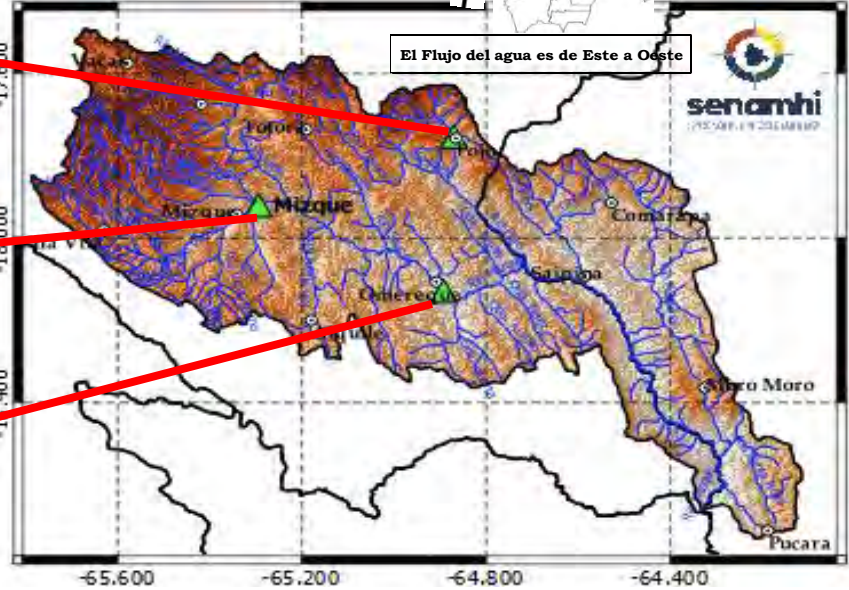 El Flujo del agua es de Este a Oeste
senamhi
Vacas
Totora
Pojo
Mizque
Mizque
Comarapa
Saipina
Omereque
Moro Moro
Pucara
-65.600
-65.200
-64.800
-64.400